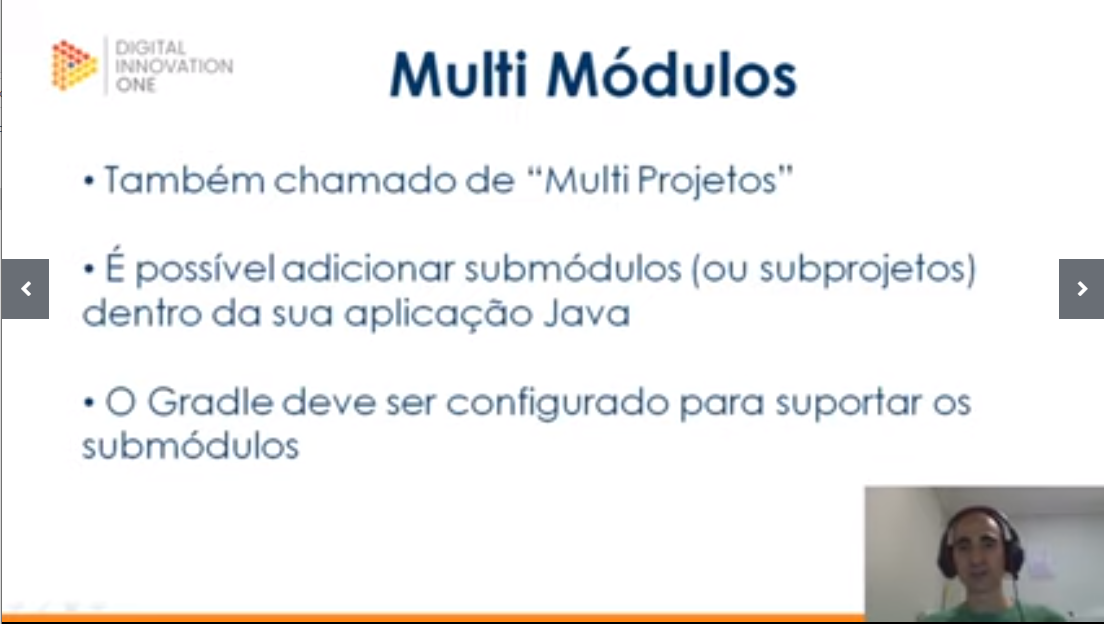 DIGITAL
INNOVATION
ONE
Multi Módulos
• Também chamado de “Multi Projetos”
• É possível adicionar submódulos (ou subprojetos)
dentro da sua aplicação Java
• O Gradle deve ser configurado para suportar os
submódulos